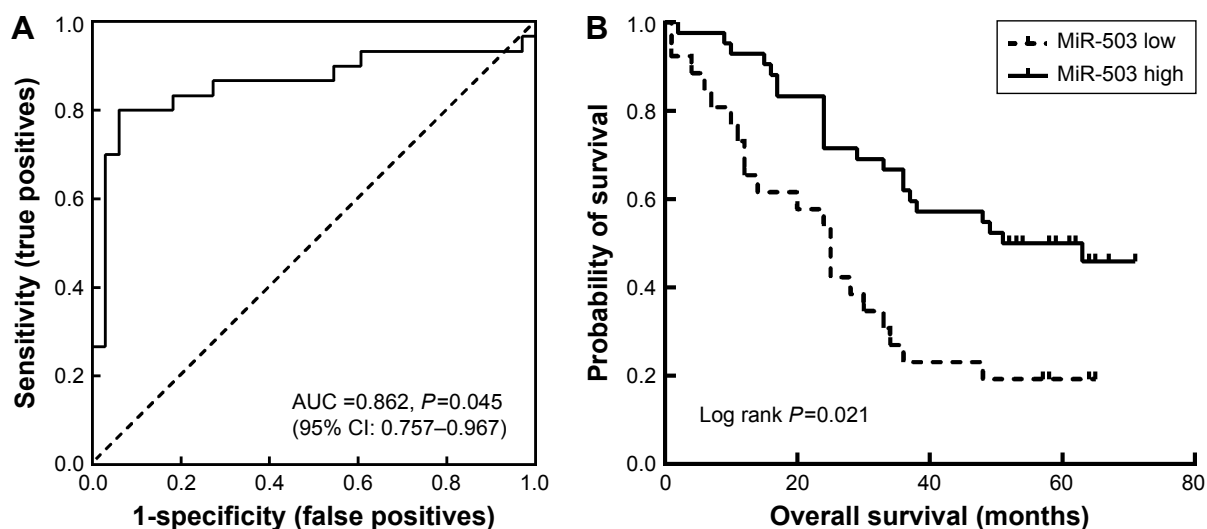 A
1.0
0.8
0.6
0.4
0.2
0.0
Sensitivity (true positives)
AUC =0.862, P=0.045
(95% CI: 0.757–0.967)
0.0 0.2 0.4 0.6 0.8 1.0
1-specificity (false positives)
B
1.0
0.8
0.6
0.4
0.2
0.0
Probability of survival
MiR-503 low
MiR-503 high
Log rank P=0.021
0 20 40 60 80
Overall survival (months)